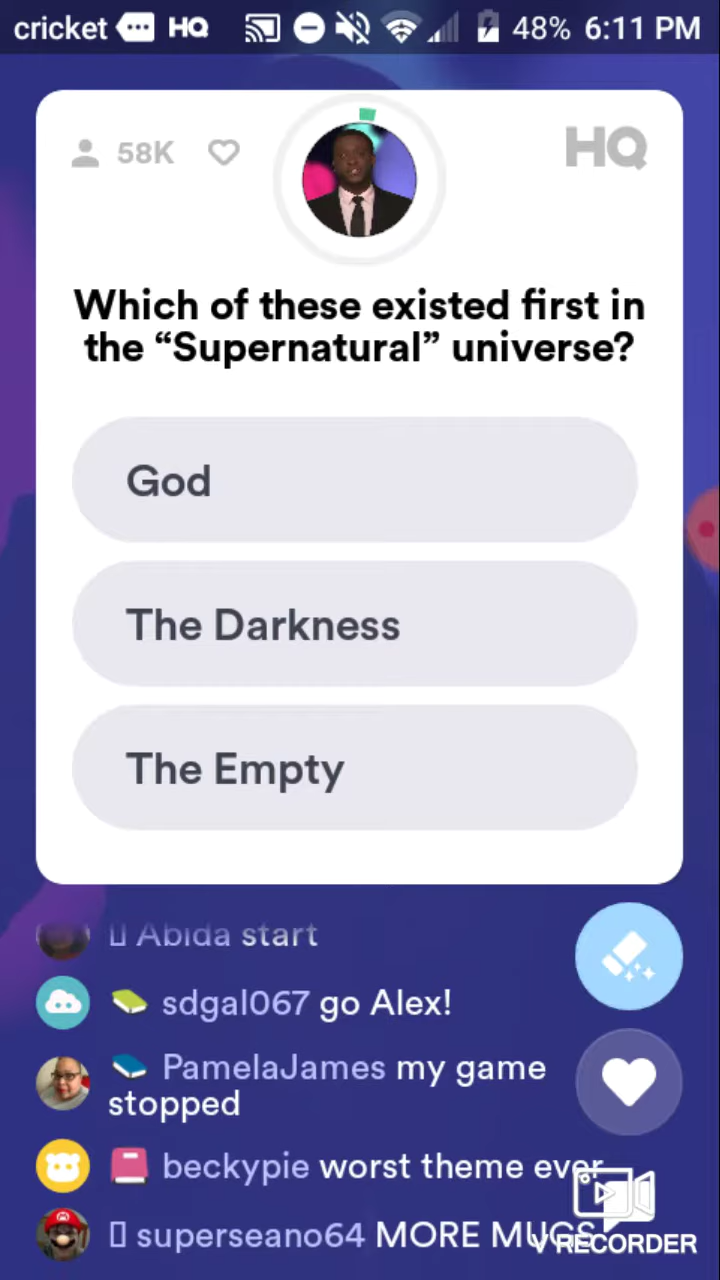 cricket HQ 48% 6:11 PM
58K HQ
Which of these existed first in
the “Supernatural” universe?
God
The Darkness
The Empty
Abida start
sdgal067 go Alex!
PamelaJames my game
stopped
beckypie worst theme ever
superseano64 MORE MUGS
V RECORDER